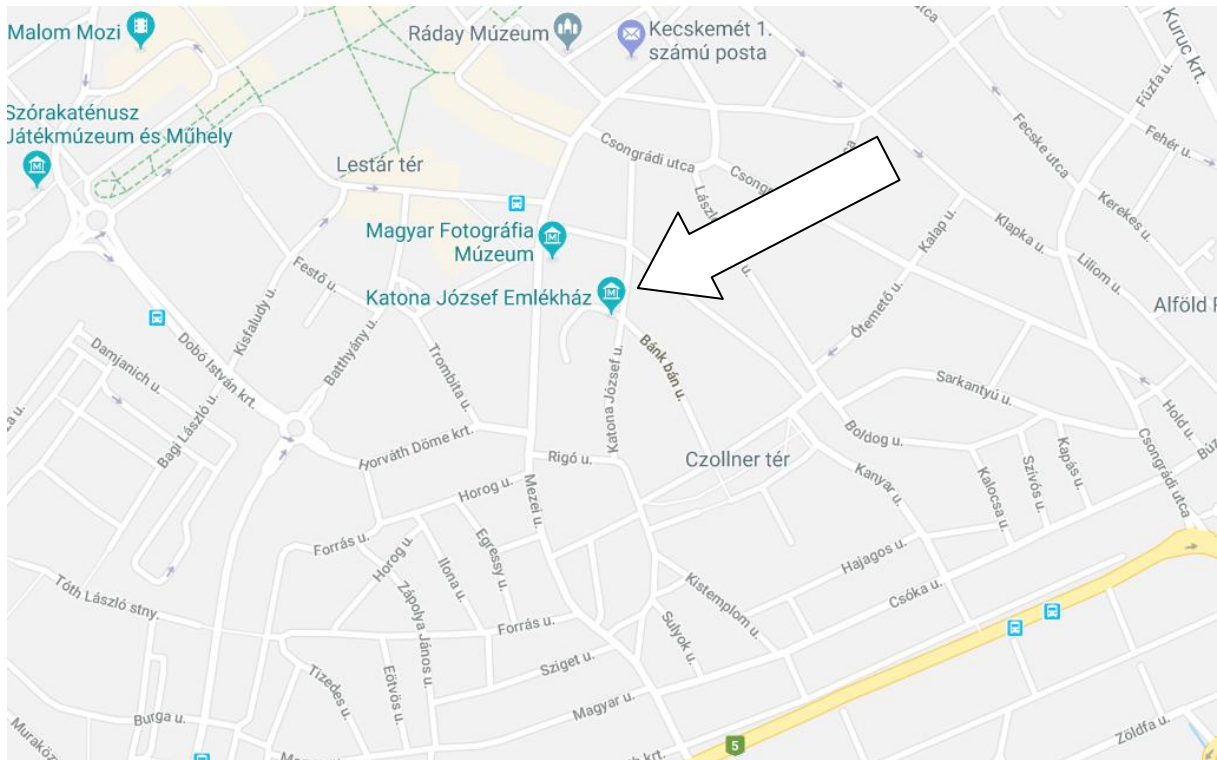 Malom Mozi
Ráday Múzeum
Kecskemét 1.
számú posta
utca
Kuruc krt.
Fűzfa u.
Szórakaténusz
Játékmúzeum és Műhely
Lestár tér
Csongrádi utca
Fecske utca
Fehér u.
Kerekes u.
Kalap u.
Klapka u.
Liliom u.
Magyar Fotográfia
Múzeum
Katona József Emlékház
Alföld
Festő u.
Kisfaludy u.
Batthyány u.
Dobó István krt.
Damjanich u.
Bagi László u.
Trombita u.
Katona József u.
Bánk bán u.
Ótemető u.
Sarkantyú u.
Boldog u.
Hold u.
Csongrádi utca
Horváth Döme krt.
Rigó u.
Czollner tér
Kanyar u.
Kalocsa u.
Szívós u.
Kapás u.
Horog u.
Mezei u.
Egressy u.
Forrás u.
Horog u.
Ilona u.
Zápolya János u.
Hajagos u.
Csóka u.
Kistemplom u.
Sulyok u.
Tóth László stny.
Forrás u.
Sziget u.
Tizedes u.
Eötvös u.
Magyar u.
Burga u.
Zöldfa u.
5
krt.